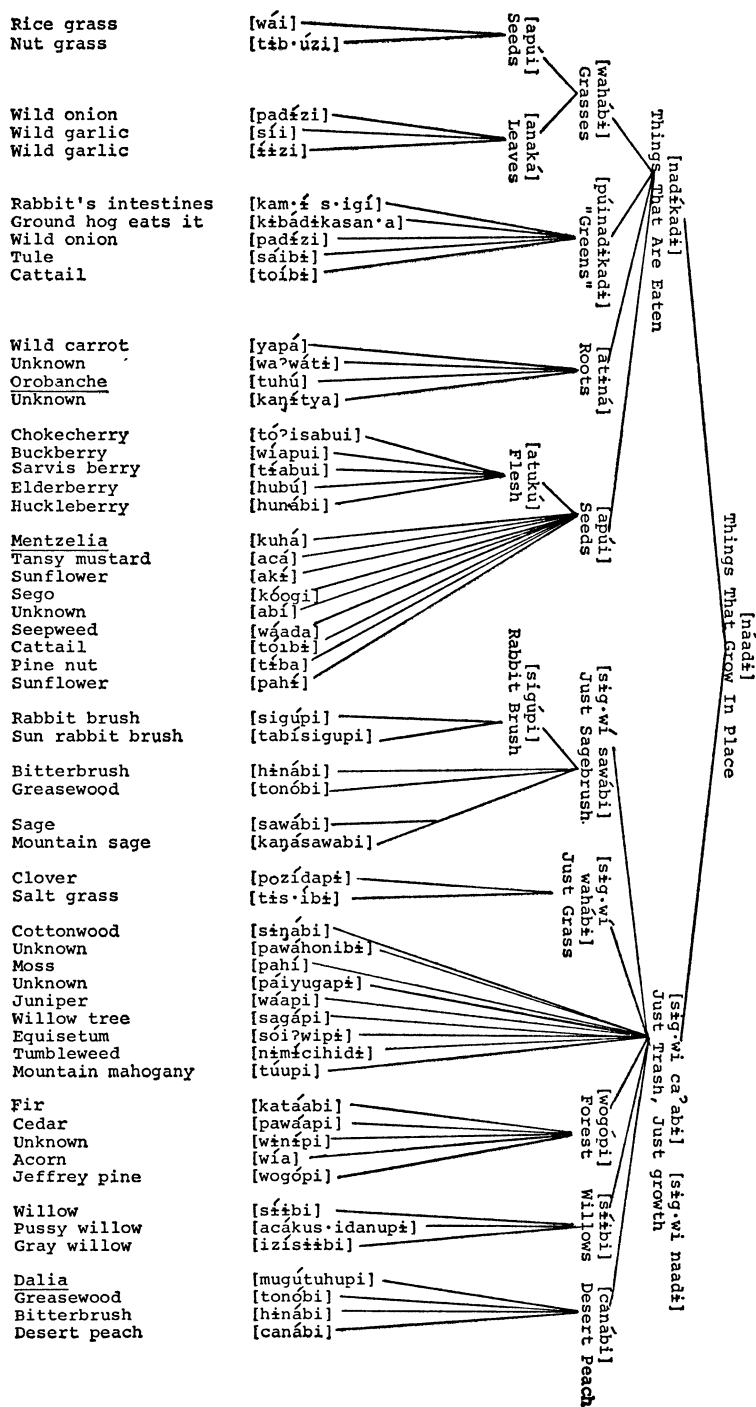 Rice grass [wái]
Nut grass [tɨb·úzi]
Wild onion [padɨ́zi]
Wild garlic [síi]
Wild garlic [ɨ́ɨzi]
Rabbit's intestines [kam·ɨ́ s·igí]
Ground hog eats it [kɨbádɨkasan·a]
Wild onion [padɨ́zi]
Tule [sáibɨ]
Cattail [toíbɨ]
Wild carrot [yapá]
Unknown [waʔwátɨ]
Orobanche [tuhú]
Unknown [kaŋɨ́tya]
Chokecherry [tóʔisabui]
Buckberry [wíapui]
Sarvis berry [tɨ́abui]
Elderberry [hubú]
Huckleberry [hunábi]
Mentzelia [kuhá]
Tansy mustard [acá]
Sunflower [akɨ́]
Sego [kóogi]
Unknown [abí]
Seepweed [wáada]
Cattail [tóibɨ]
Pine nut [tɨ́ba]
Sunflower [pahɨ́]
Rabbit brush [sigúpi]
Sun rabbit brush [tabísigupi]
Bitterbrush [hɨnábi]
Greasewood [tonóbi]
Sage [sawábi]
Mountain sage [kaŋásawabi]
Clover [pozídapɨ]
Salt grass [tɨs·íbɨ]
Cottonwood [sɨŋábi]
Unknown [pawáhonibɨ]
Moss [pahí]
Unknown [páiyugapɨ]
Juniper [wáapi]
Willow tree [sagápi]
Equisetum [sóiʔwipɨ]
Tumbleweed [nɨmícihidɨ]
Mountain mahogany [túupi]
Fir [katáabi]
Cedar [pawáapi]
Unknown [wɨnɨ́pi]
Acorn [wía]
Jeffrey pine [wogópi]
Willow [sɨ́ɨbi]
Pussy willow [acákus·idanupɨ]
Gray willow [izísɨɨbi]
Dalia [mugútuhupi]
Greasewood [tonóbi]
Bitterbrush [hɨnábi]
Desert peach [canábi]
[apúi]
Seeds
[anaká]
Leaves
[atukú]
Flesh
[sigúpi]
Rabbit Brush
[wahábɨ]
Grasses
[púinadɨkadɨ]
"Greens"
[atɨná]
Roots
[apúi]
Seeds
[sɨg·wí sawábi]
Just Sagebrush.
[sɨg·wí
wahábɨ]
Just Grass
[wogópi]
Forest
[sɨ́ɨbi]
Willows
[canábi]
Desert Peach
[nadɨ́kadɨ]
Things That Are Eaten
[sɨg·wi caʔabɨ] [sɨg·wi naadɨ]
Just Trash, Just growth
[náadɨ]
Things That Grow In Place